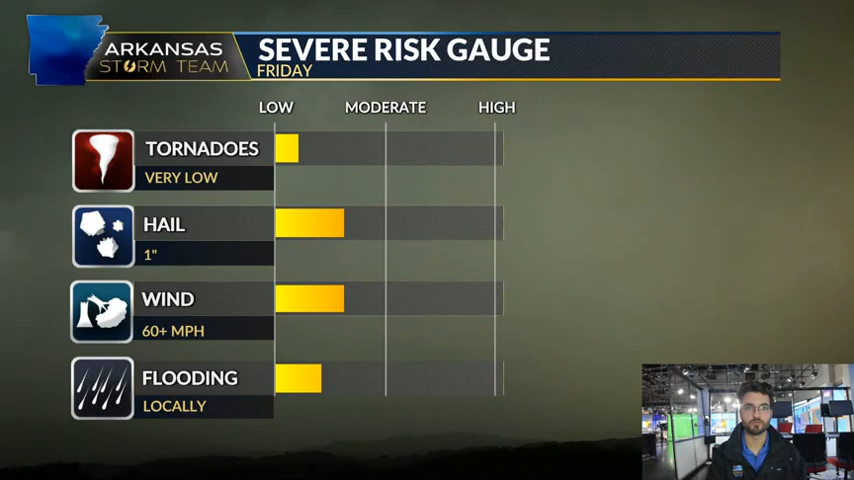 ARKANSAS
STORM TEAM
SEVERE RISK GAUGE
FRIDAY
LOW MODERATE HIGH
TORNADOES
VERY LOW
HAIL
1"
WIND
60+ MPH
FLOODING
LOCALLY